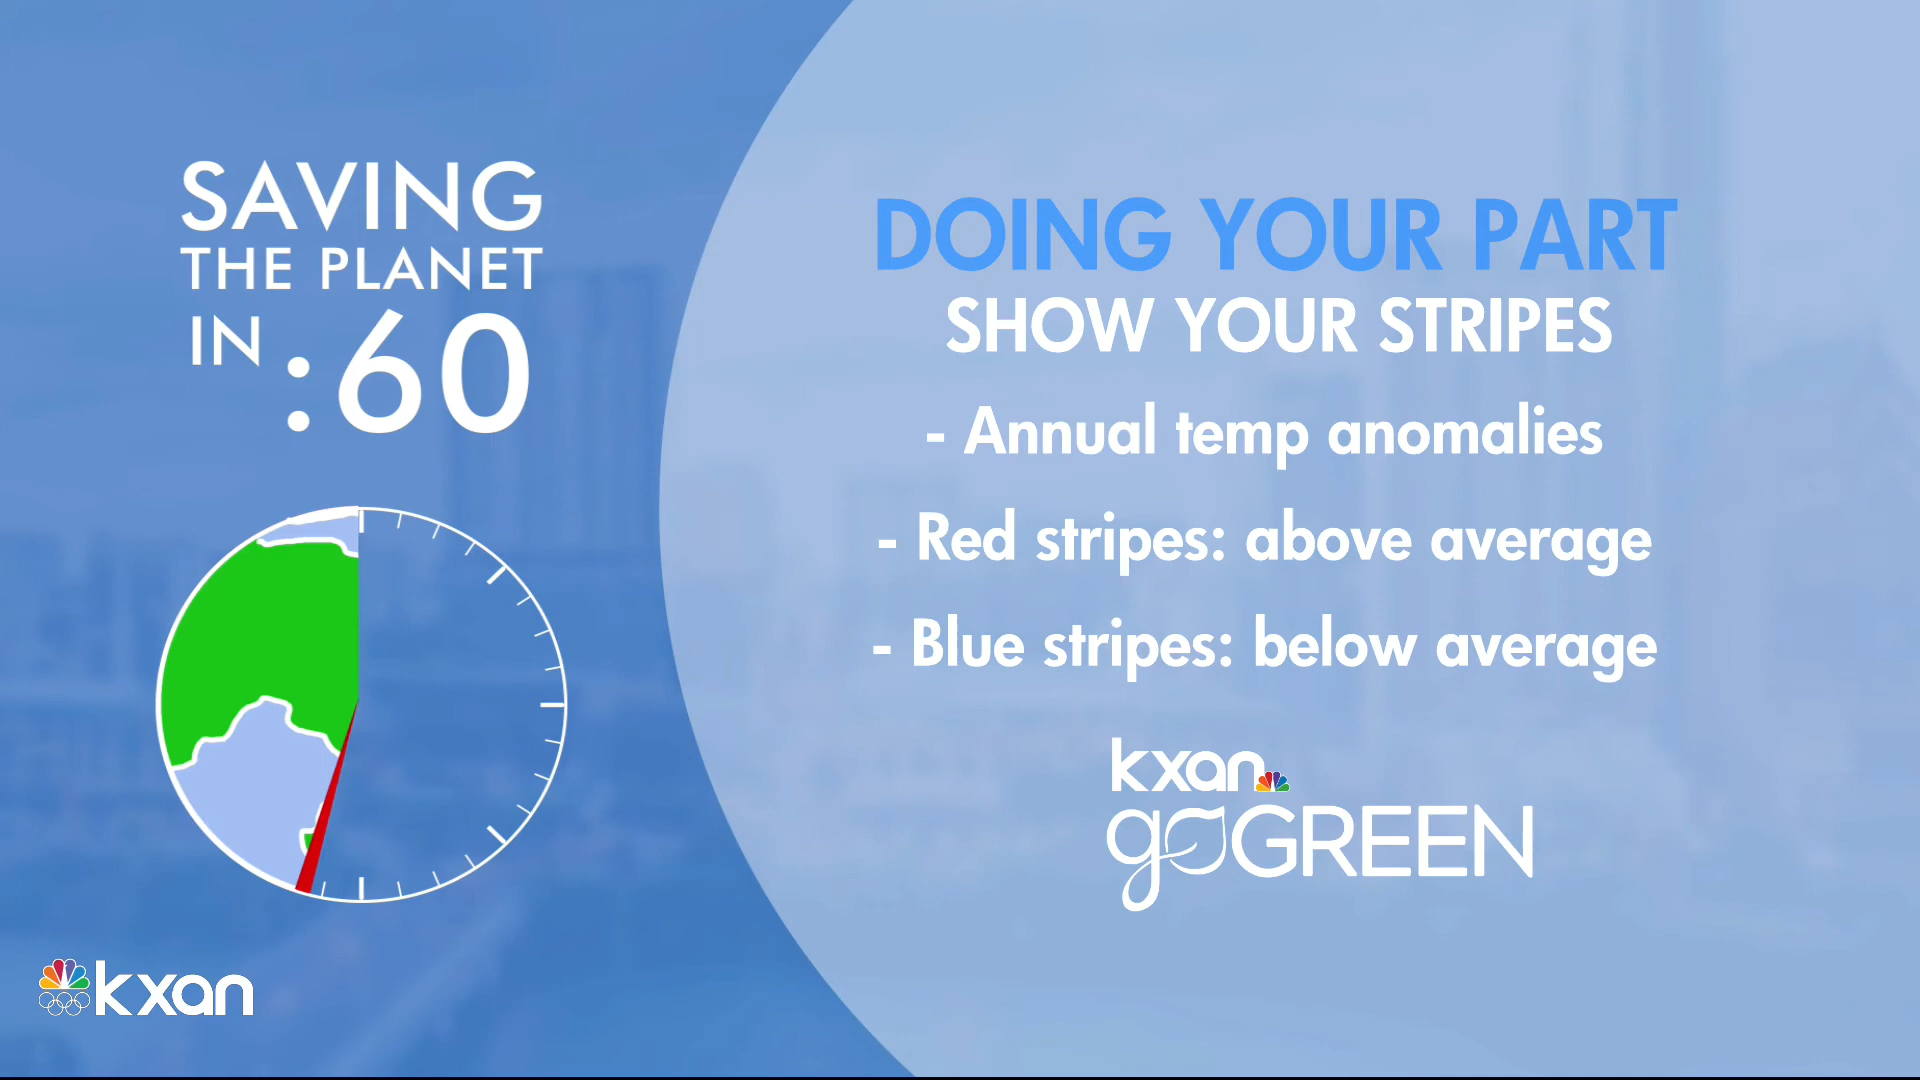 SAVING
THE PLANET
IN :60
DOING YOUR PART
SHOW YOUR STRIPES
- Annual temp anomalies
- Red stripes: above average
- Blue stripes: below average
kxan
goGREEN
kxan